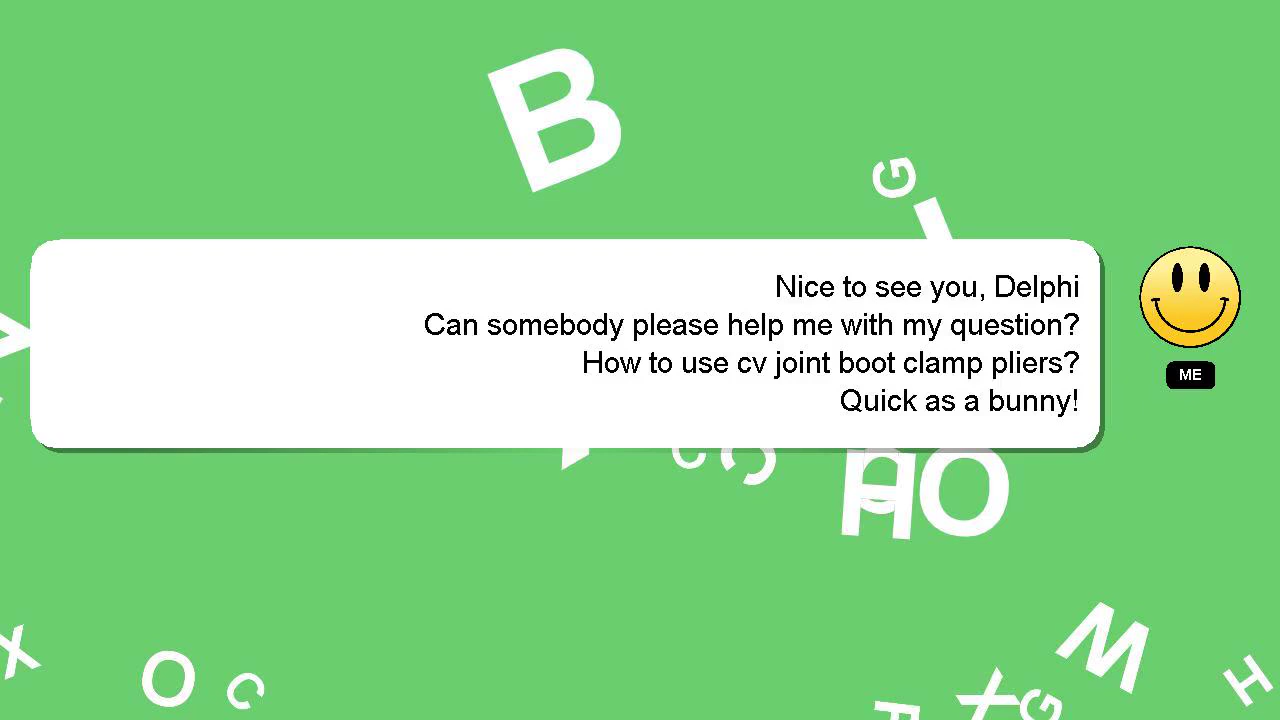 B
G
Nice to see you, Delphi
Can somebody please help me with my question?
How to use cv joint boot clamp pliers?
Quick as a bunny!
ME
C
C
H
O
X
O
C
M
H
X
G